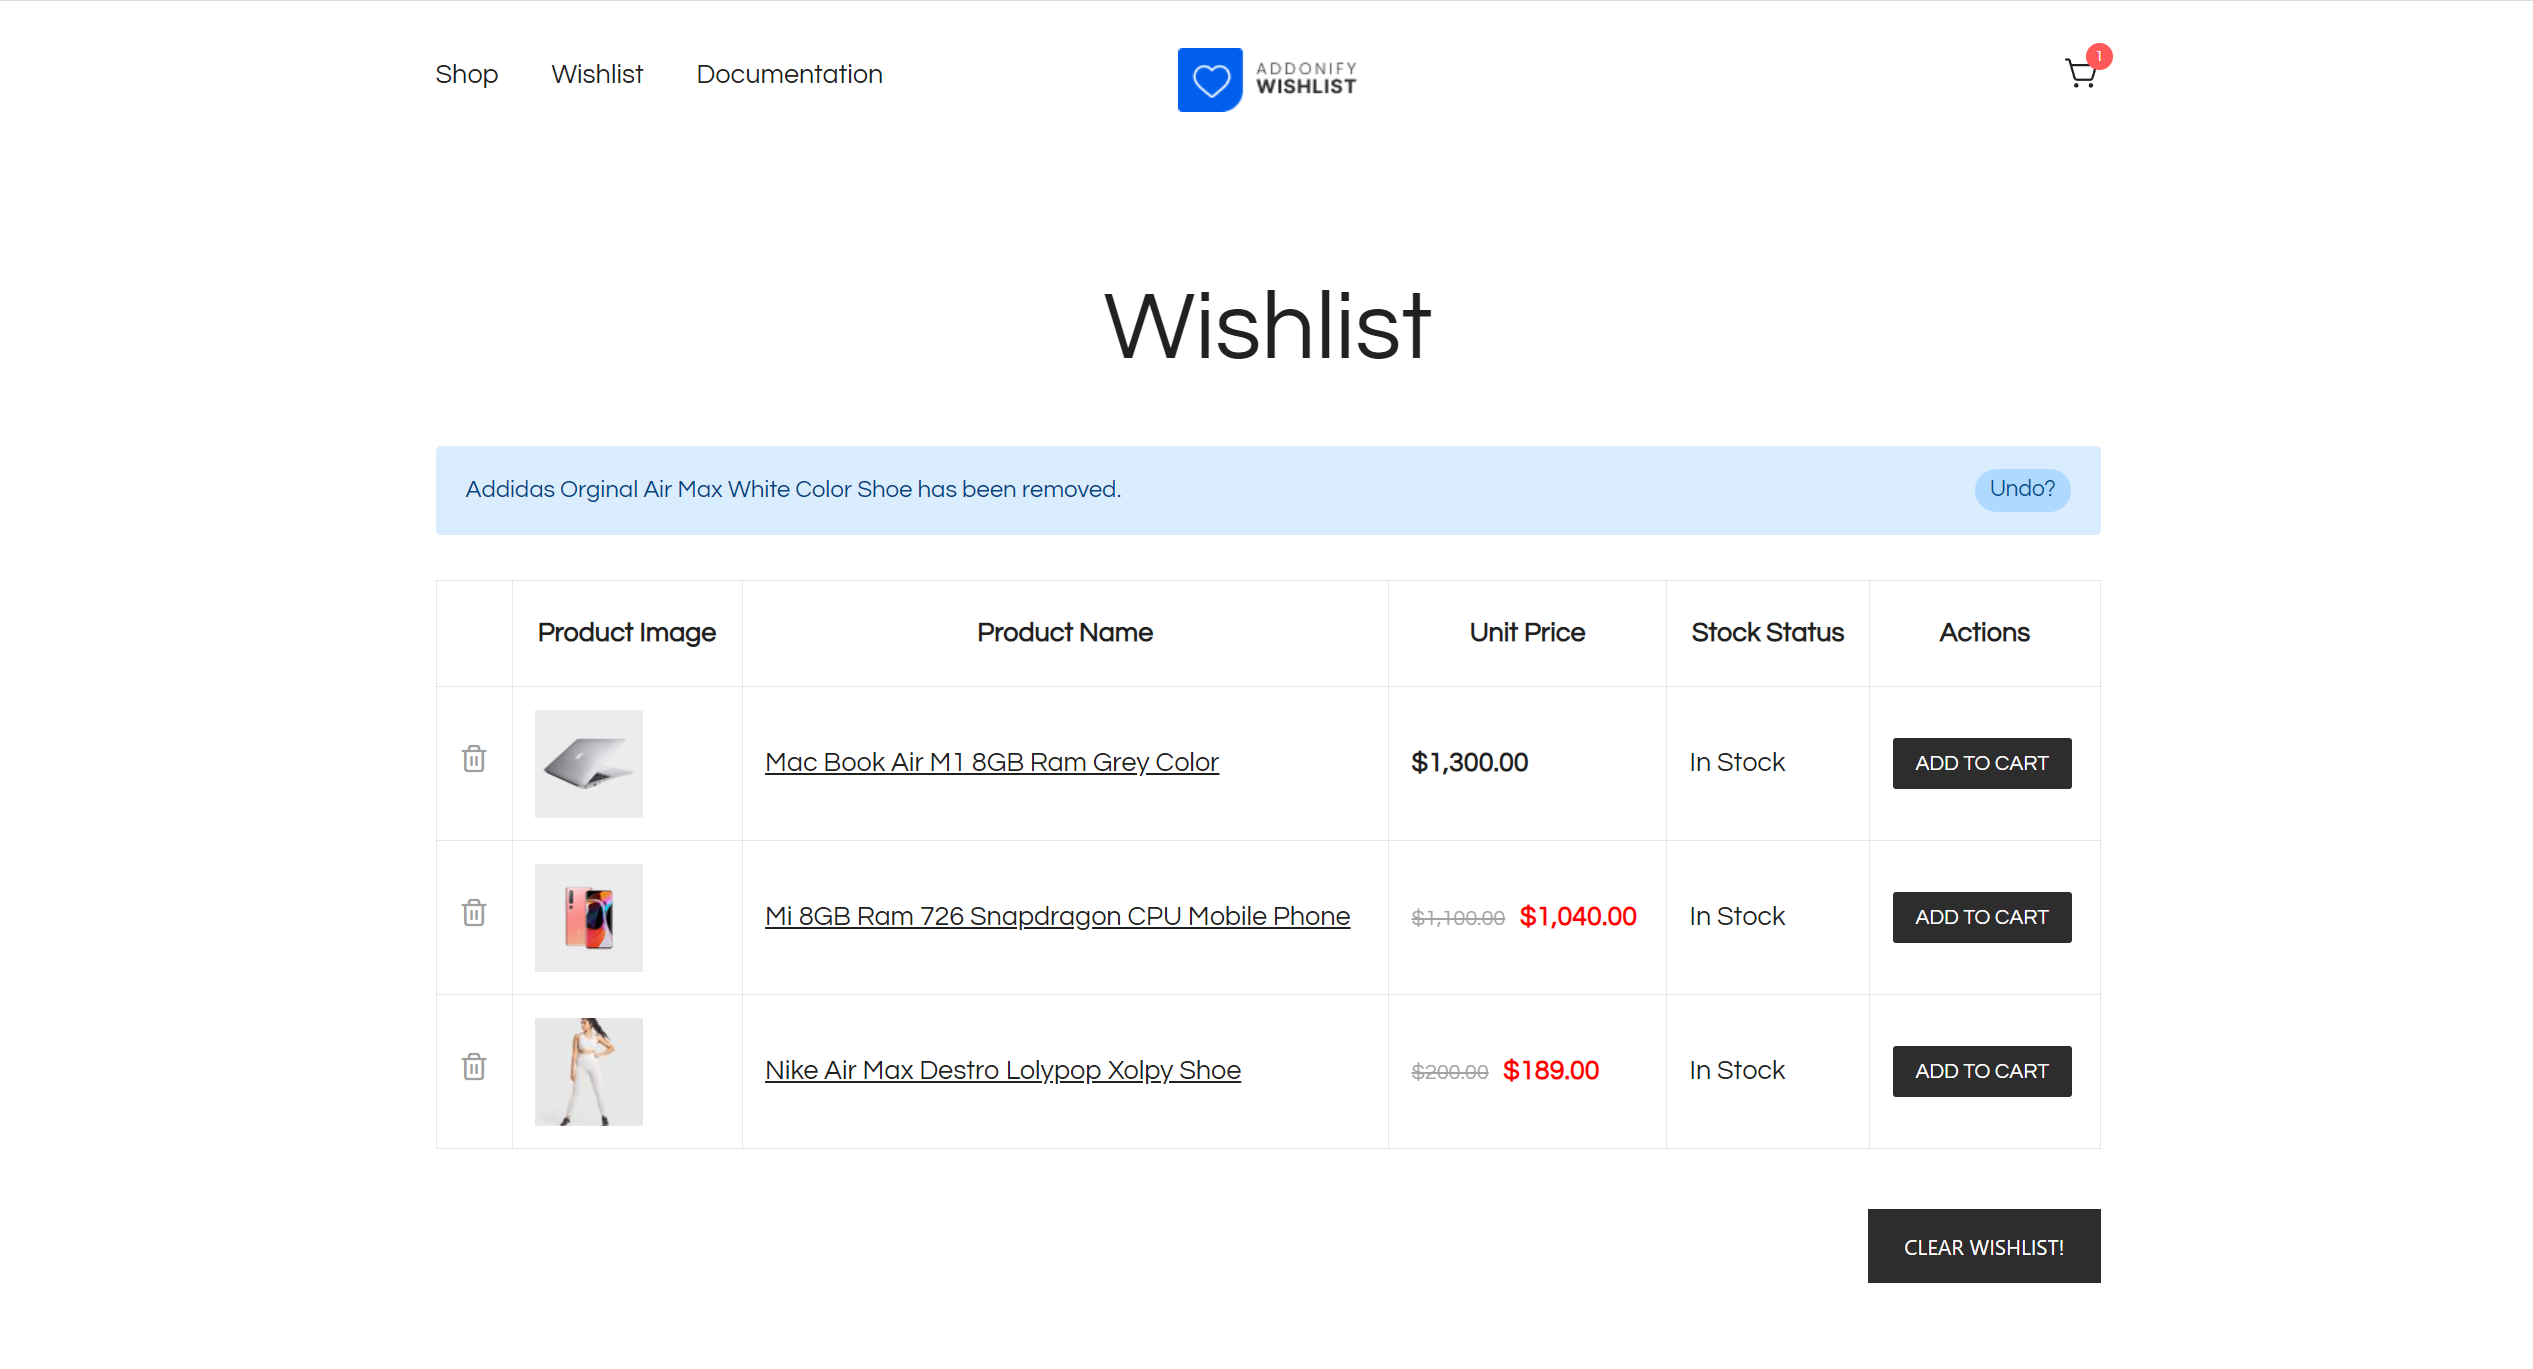 Shop Wishlist Documentation
ADDONIFY
WISHLIST
1
Wishlist
Addidas Orginal Air Max White Color Shoe has been removed. Undo?
Product Image Product Name Unit Price Stock Status Actions
Mac Book Air M1 8GB Ram Grey Color $1,300.00 In Stock ADD TO CART
Mi 8GB Ram 726 Snapdragon CPU Mobile Phone $1,100.00 $1,040.00 In Stock ADD TO CART
Nike Air Max Destro Lolypop Xolpy Shoe $200.00 $189.00 In Stock ADD TO CART
CLEAR WISHLIST!